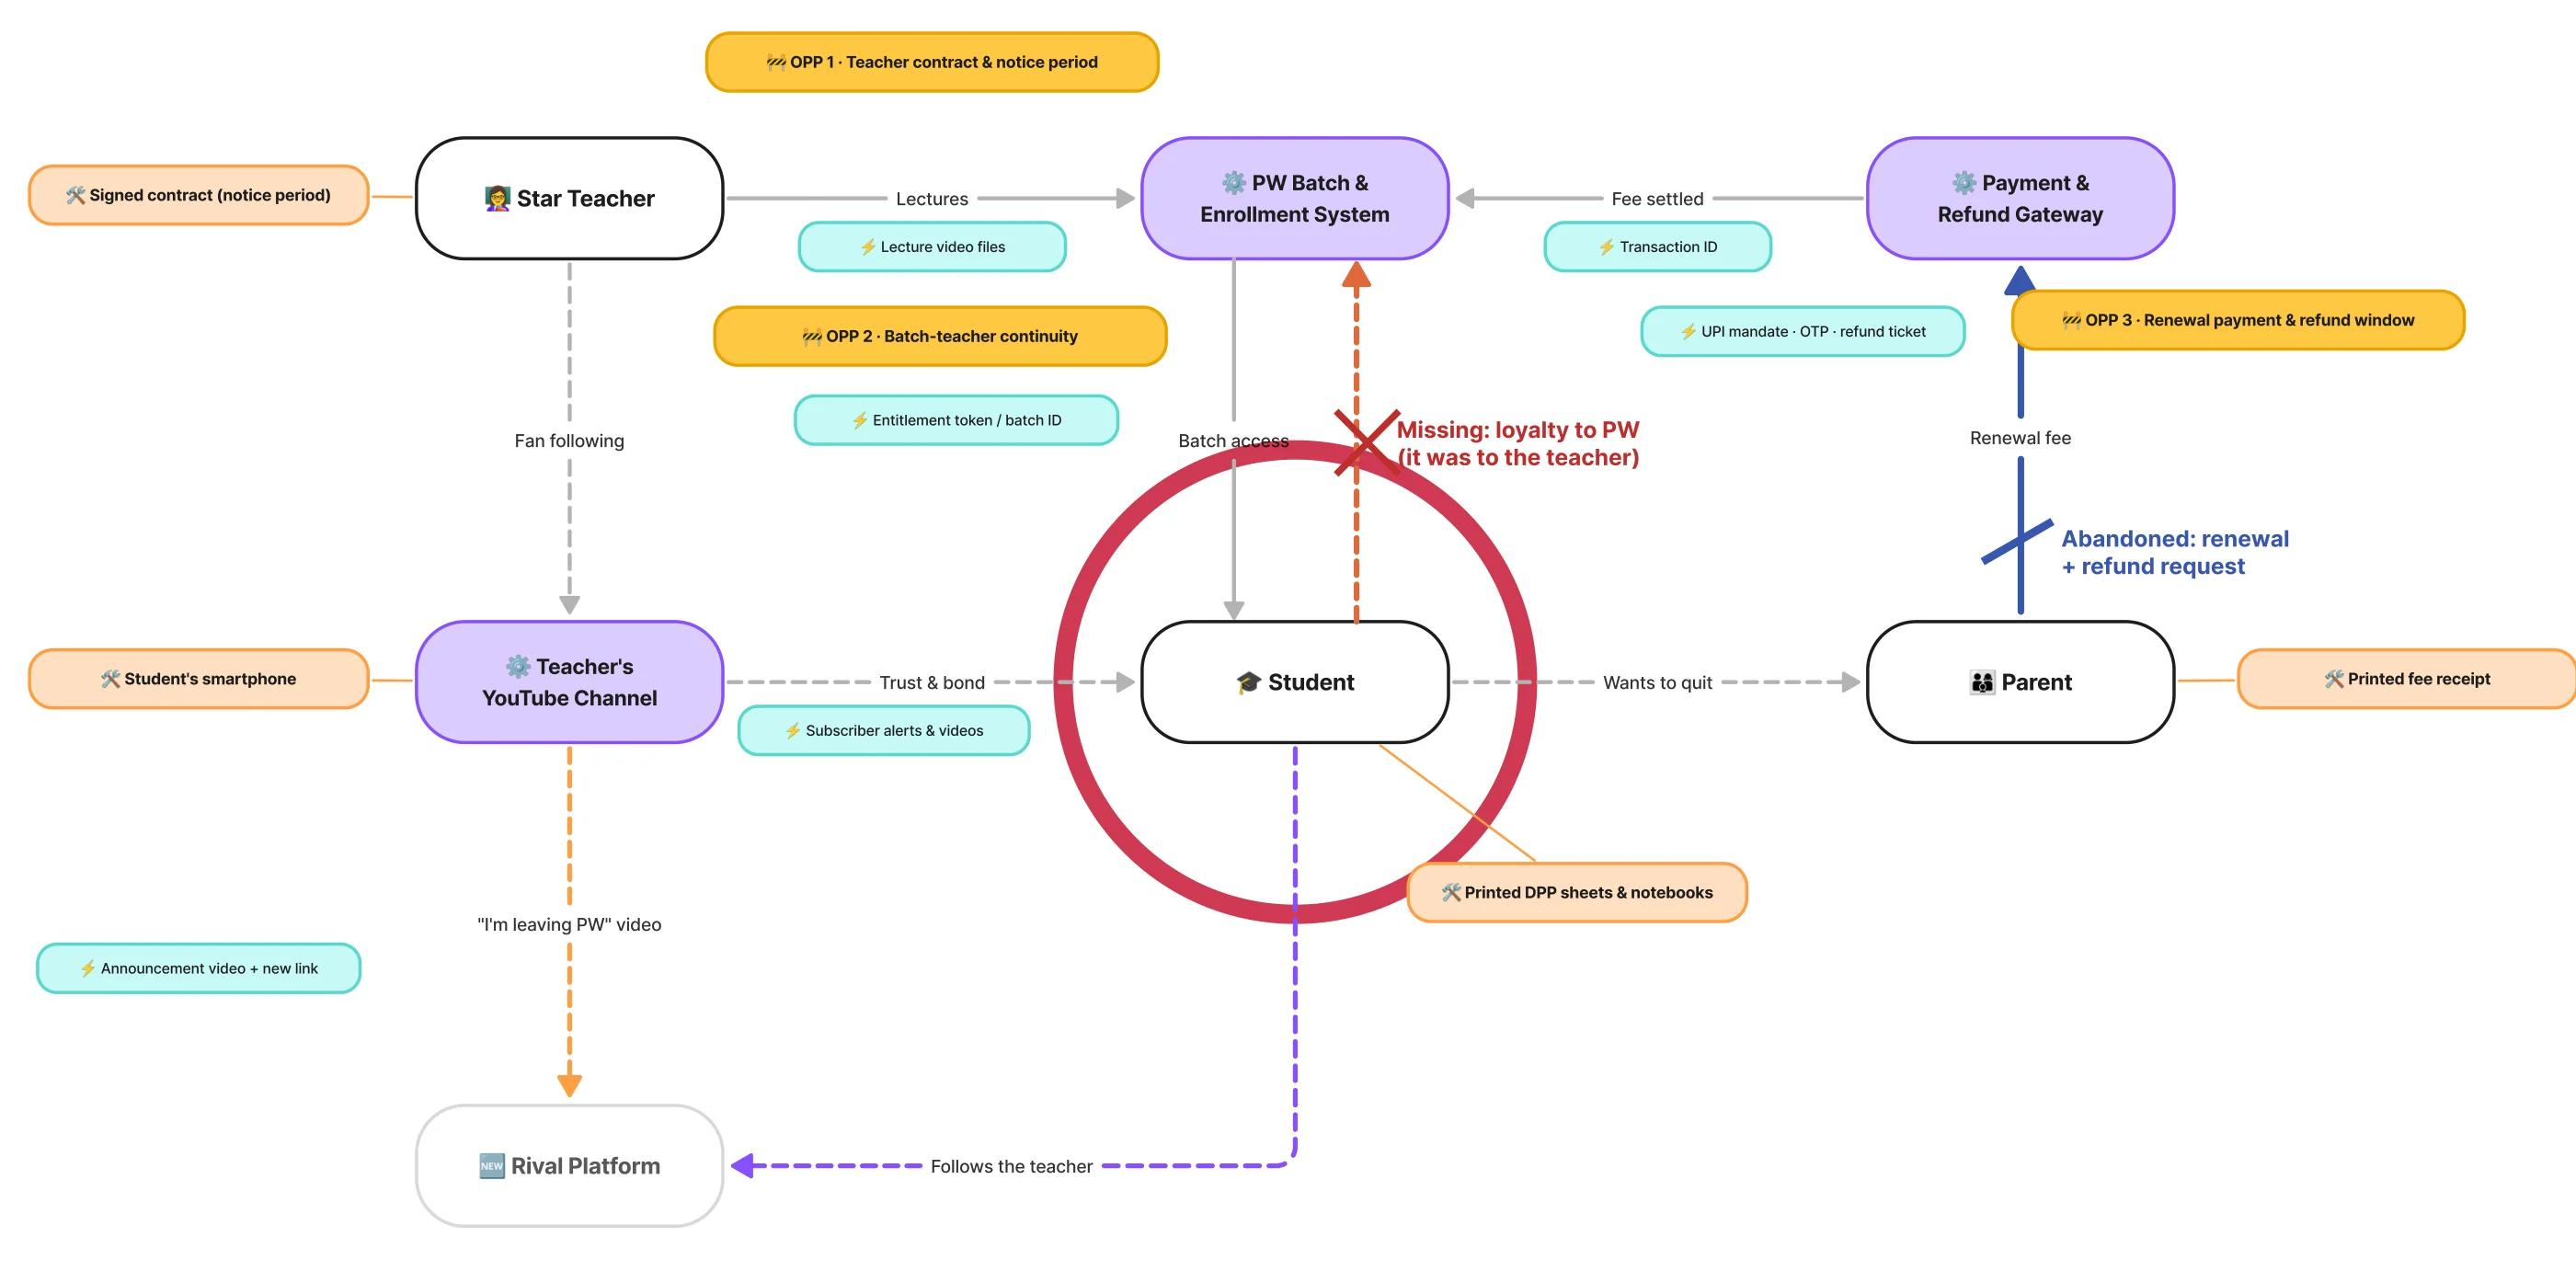 🚧 OPP 1 · Teacher contract & notice period
🛠️ Signed contract (notice period)
👩‍🏫 Star Teacher
Lectures
⚡ Lecture video files
⚙️ PW Batch &
Enrollment System
Fee settled
⚡ Transaction ID
⚙️ Payment &
Refund Gateway
🚧 OPP 2 · Batch-teacher continuity
⚡ UPI mandate · OTP · refund ticket
🚧 OPP 3 · Renewal payment & refund window
⚡ Entitlement token / batch ID
Fan following
Batch access
Missing: loyalty to PW
(it was to the teacher)
Renewal fee
Abandoned: renewal
+ refund request
🛠️ Student's smartphone
⚙️ Teacher's
YouTube Channel
Trust & bond
⚡ Subscriber alerts & videos
🎓 Student
Wants to quit
👨‍👩‍👦 Parent
🛠️ Printed fee receipt
🛠️ Printed DPP sheets & notebooks
"I'm leaving PW" video
⚡ Announcement video + new link
🆕 Rival Platform
Follows the teacher